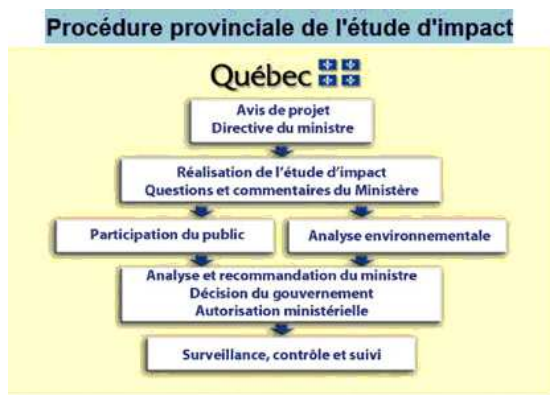 Procédure provinciale de l'étude d'impact
Québec
Avis de projet
Directive du ministre
Réalisation de l'étude d'impact
Questions et commentaires du Ministère
Participation du public
Analyse environnementale
Analyse et recommandation du ministre
Décision du gouvernement
Autorisation ministérielle
Surveillance, contrôle et suivi